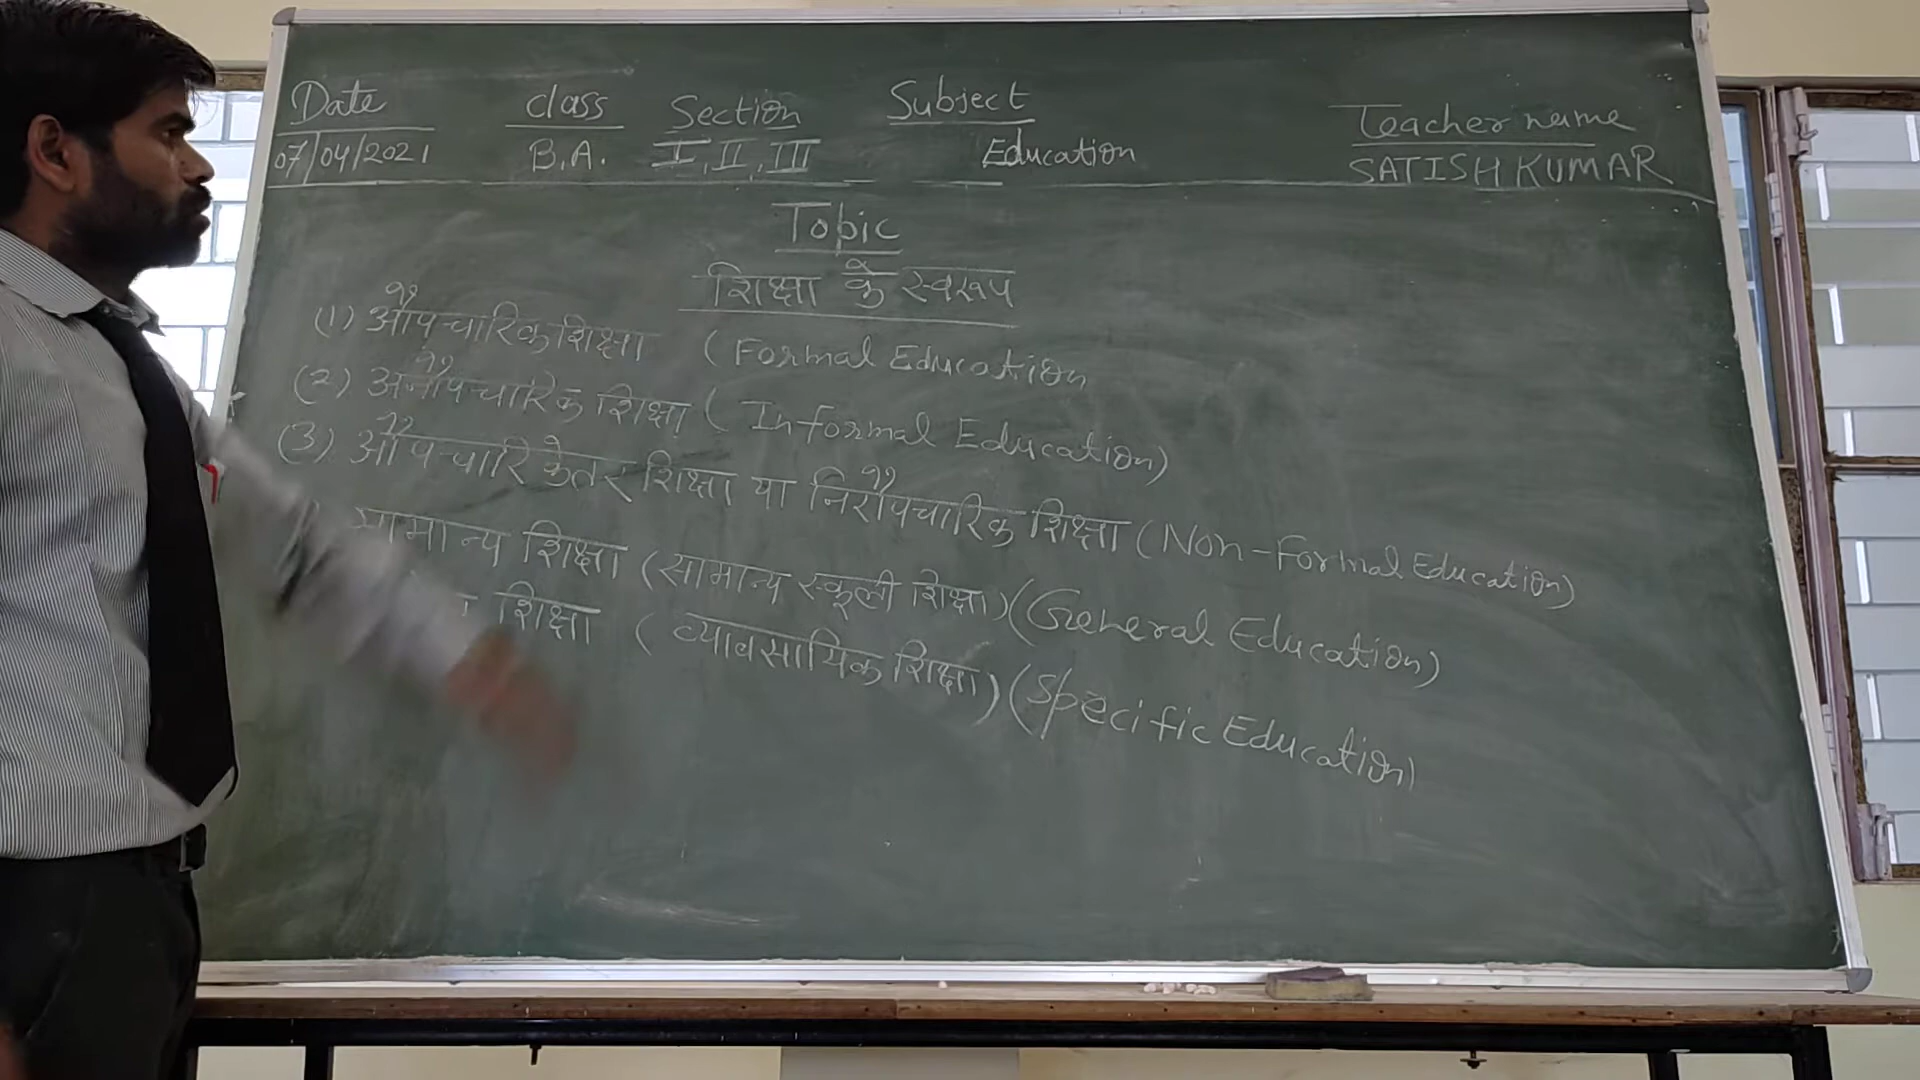 Date class Section Subject Teacher name
07/04/2021 B.A. I, II, III Education SATISH KUMAR
Topic
शिक्षा के स्वरूप
(1) औपचारिक शिक्षा (Formal Education
(2) अनौपचारिक शिक्षा (Informal Education)
(3) औपचारिकेतर शिक्षा या निरौपचारिक शिक्षा (Non-Formal Education)
सामान्य शिक्षा (सामान्य स्कूली शिक्षा) (General Education)
शिक्षा (व्यावसायिक शिक्षा) (Specific Education)